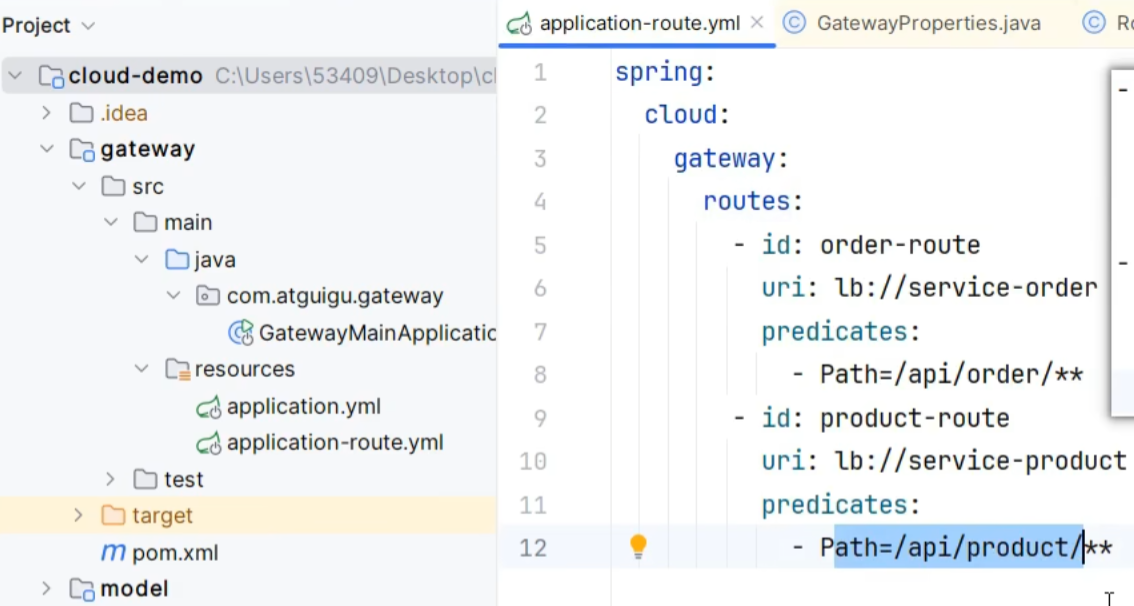 Project
cloud-demo C:\Users\53409\Desktop\cl
.idea
gateway
src
main
java
com.atguigu.gateway
GatewayMainApplicatic
resources
application.yml
application-route.yml
test
target
pom.xml
model
application-route.yml GatewayProperties.java Ro
1 spring:
2 cloud:
3 gateway:
4 routes:
5 - id: order-route
6 uri: lb://service-order
7 predicates:
8 - Path=/api/order/**
9 - id: product-route
10 uri: lb://service-product
11 predicates:
12 - Path=/api/product/**
-
-